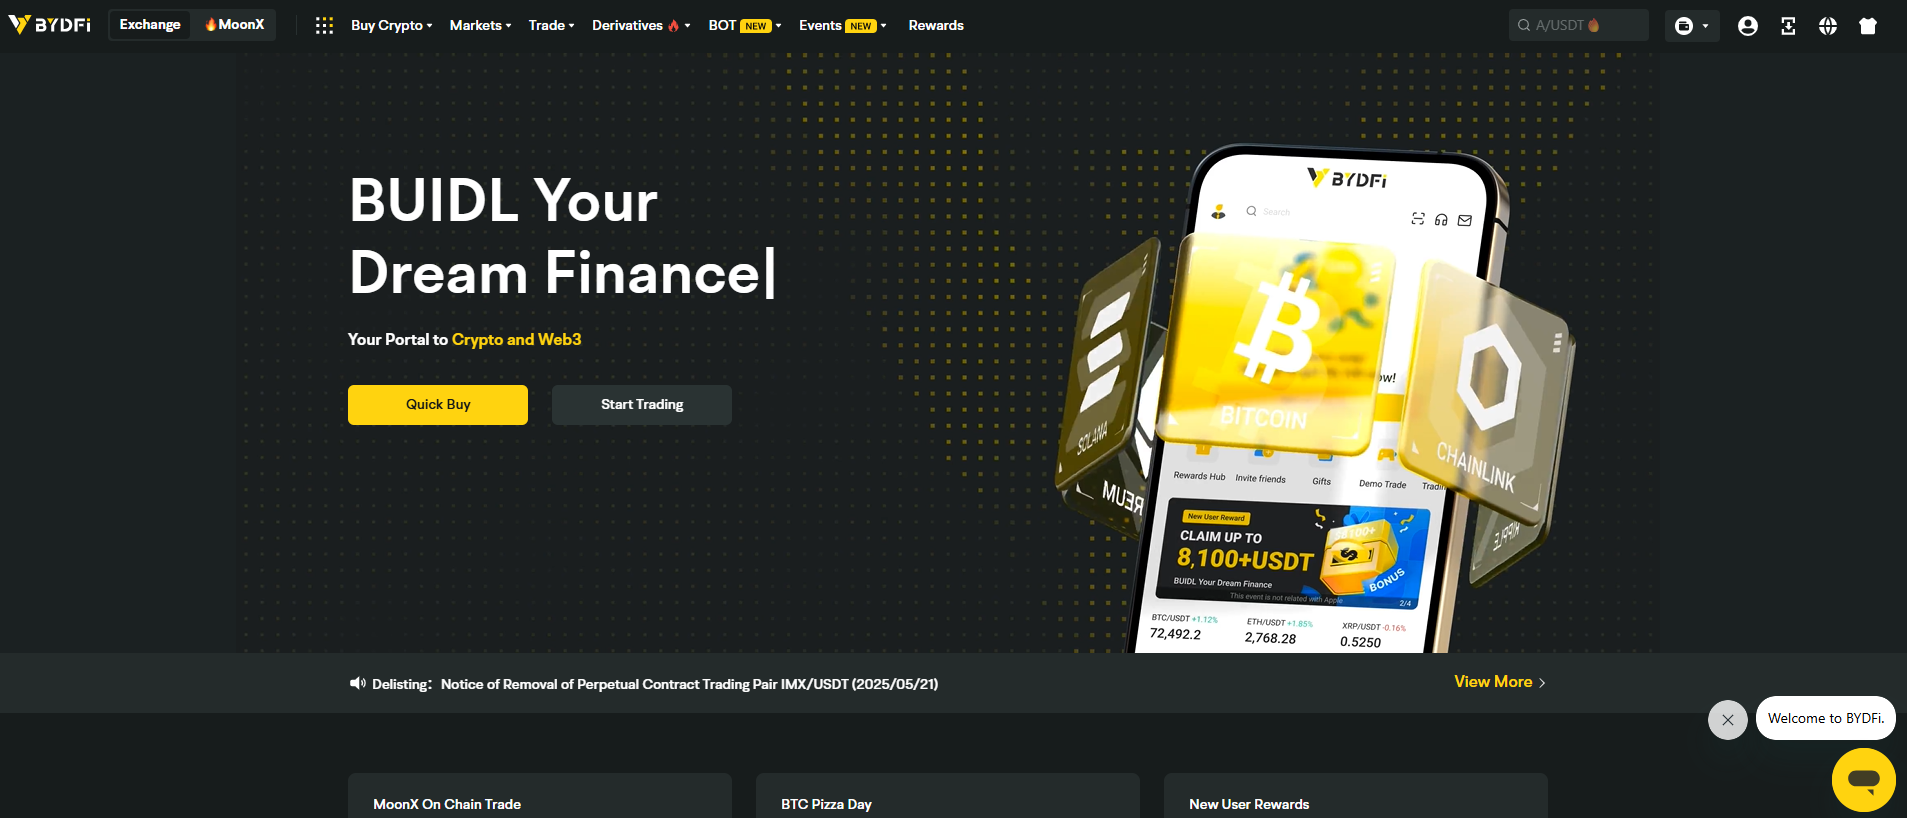 BYDFi
Exchange
MoonX
Buy Crypto
Markets
Trade
Derivatives
BOT NEW
Events NEW
Rewards
A/USDT
BUIDL Your
Dream Finance
Your Portal to Crypto and Web3
Quick Buy
Start Trading
BYDFi
Search
SOLANA
BITCOIN
CHAINLINK
REUM
RIPPLE
ow!
Rewards Hub
Invite friends
Gifts
Demo Trade
Tradin
New User Reward
CLAIM UP TO
8,100+USDT
BUIDL Your Dream Finance
This event is not related with Apple
BONUS
2/4
BTC/USDT +1.12%
72,492.2
ETH/USDT +1.85%
2,768.28
XRP/USDT -0.16%
0.5250
Delisting: Notice of Removal of Perpetual Contract Trading Pair IMX/USDT (2025/05/21)
View More
Welcome to BYDFi.
MoonX On Chain Trade
BTC Pizza Day
New User Rewards